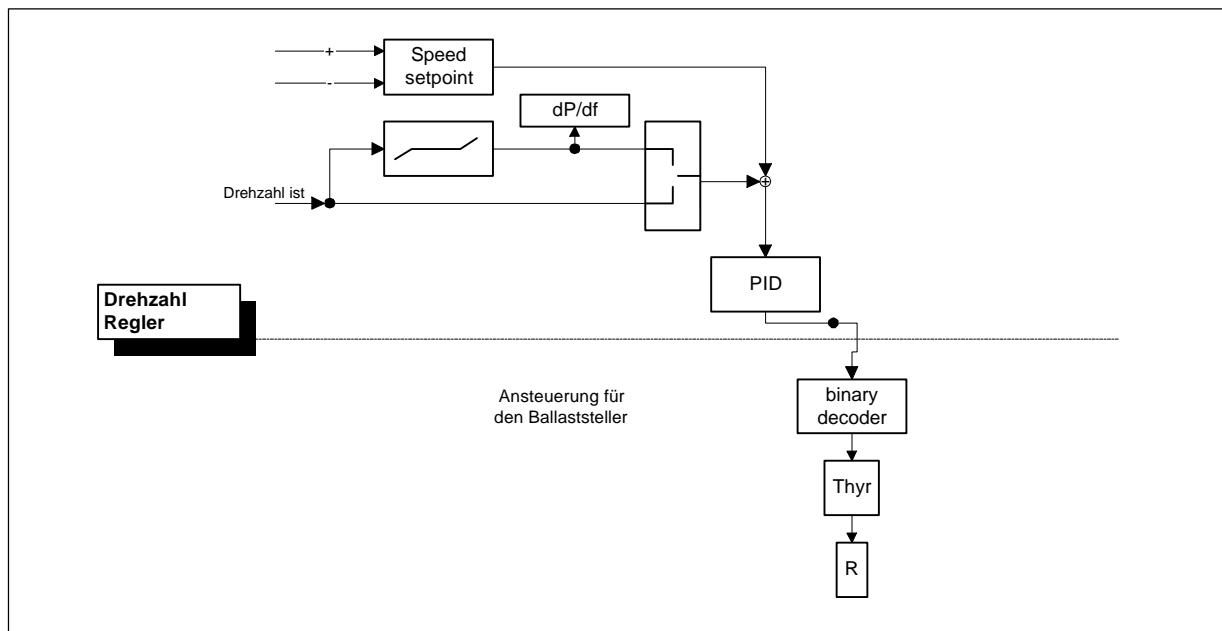 +
Speed
setpoint
-
dP/df
Drehzahl ist
PID
Drehzahl
Regler
Ansteuerung für
den Ballaststeller
binary
decoder
Thyr
R